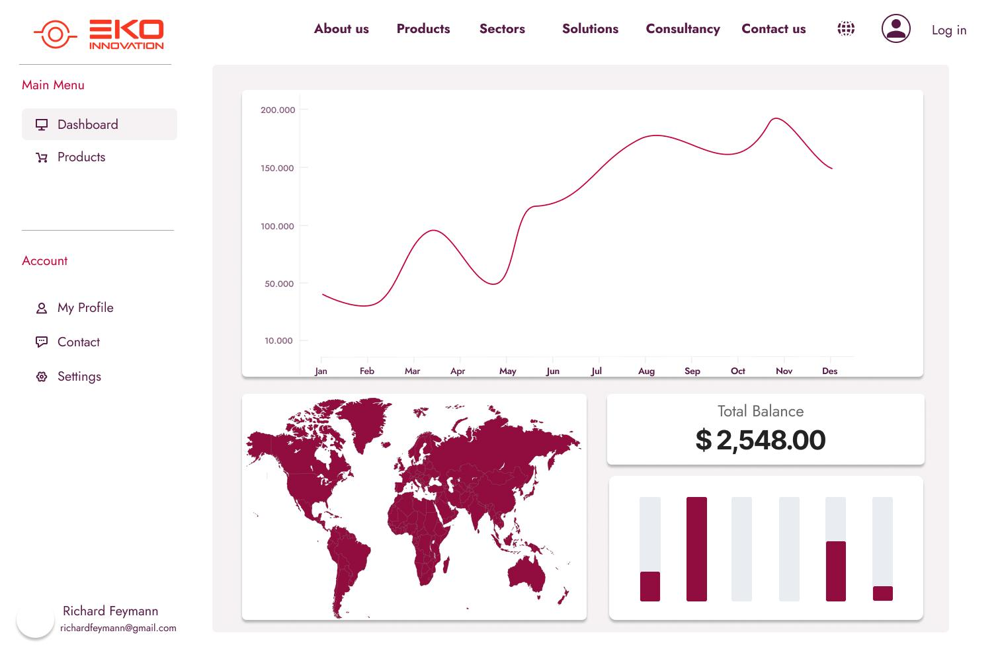 EKO
INNOVATION
About us
Products
Sectors
Solutions
Consultancy
Contact us
Log in
Main Menu
Dashboard
Products
Account
My Profile
Contact
Settings
Richard Feymann
richardfeymann@gmail.com
200.000
150.000
100.000
50.000
10.000
Jan Feb Mar Apr May Jun Jul Aug Sep Oct Nov Des
Total Balance
$ 2,548.00